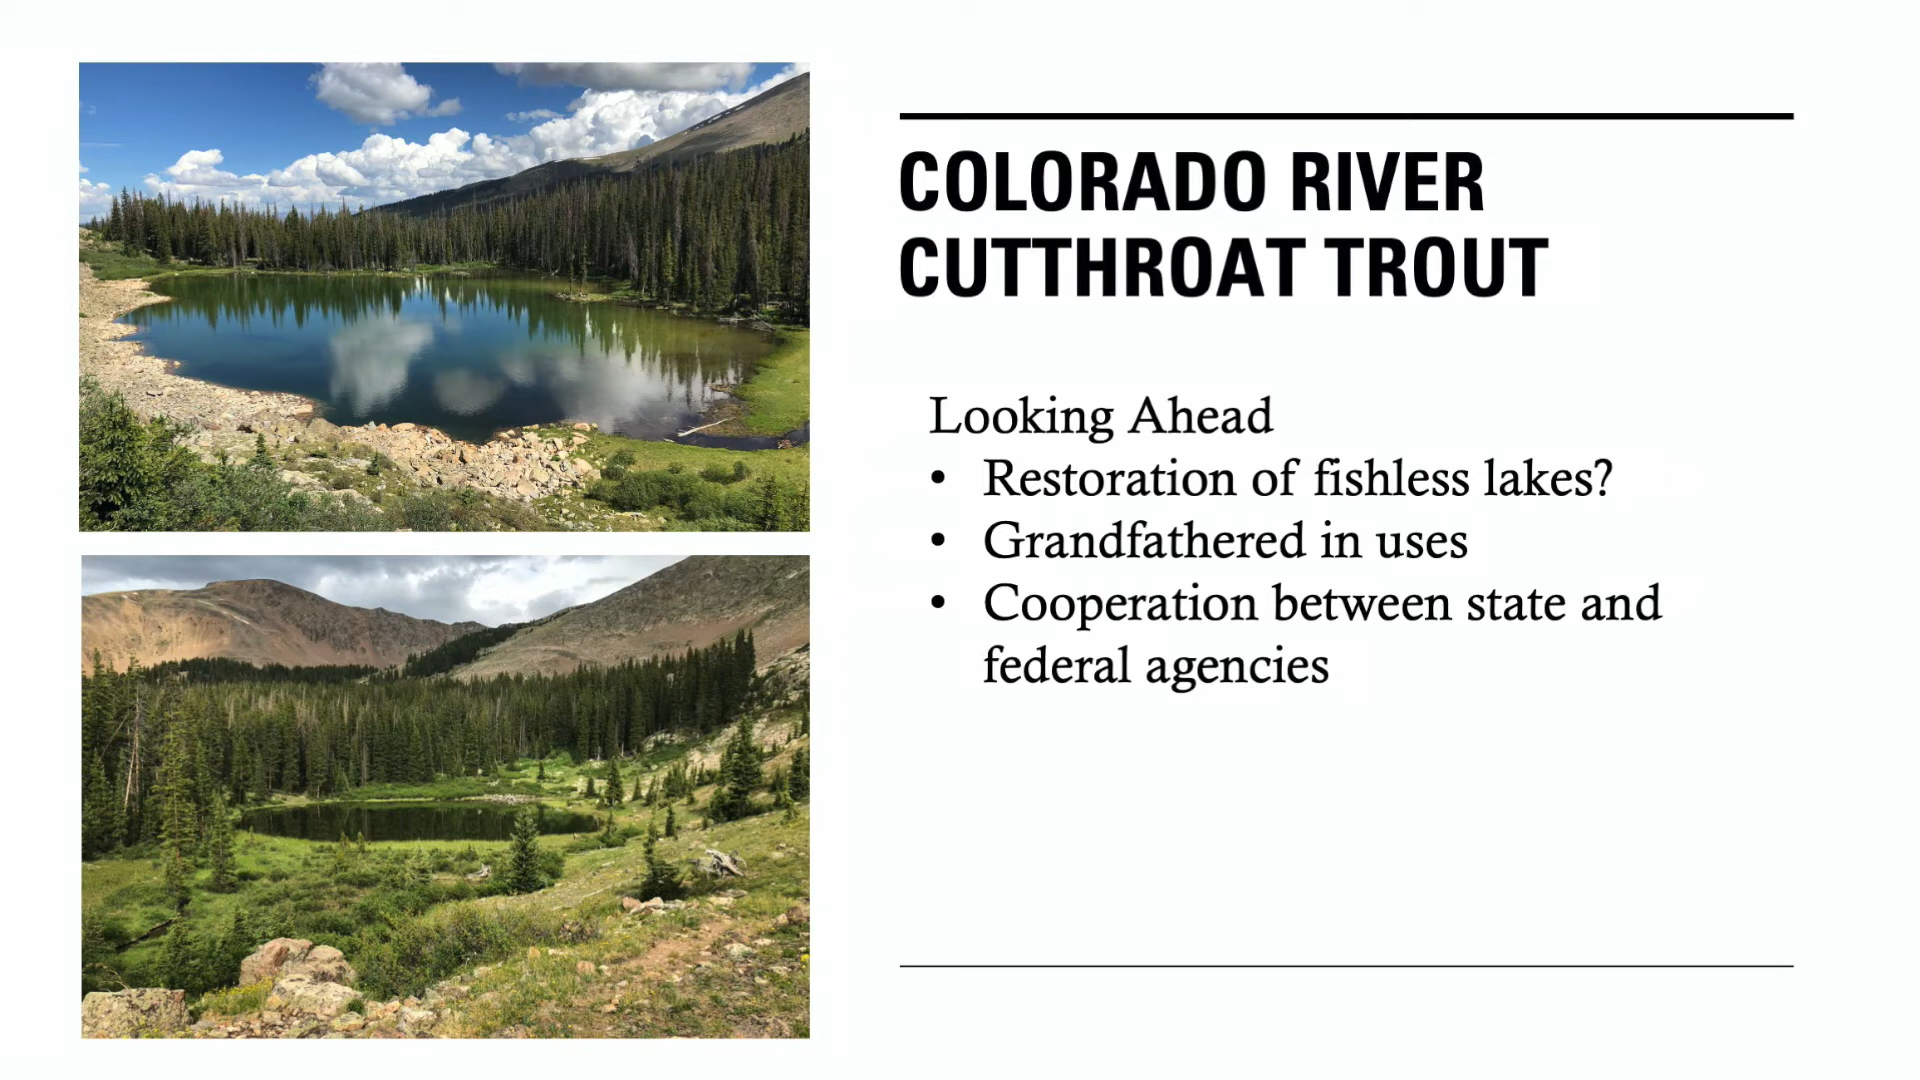 COLORADO RIVER
CUTTHROAT TROUT
Looking Ahead
• Restoration of fishless lakes?
• Grandfathered in uses
• Cooperation between state and
federal agencies